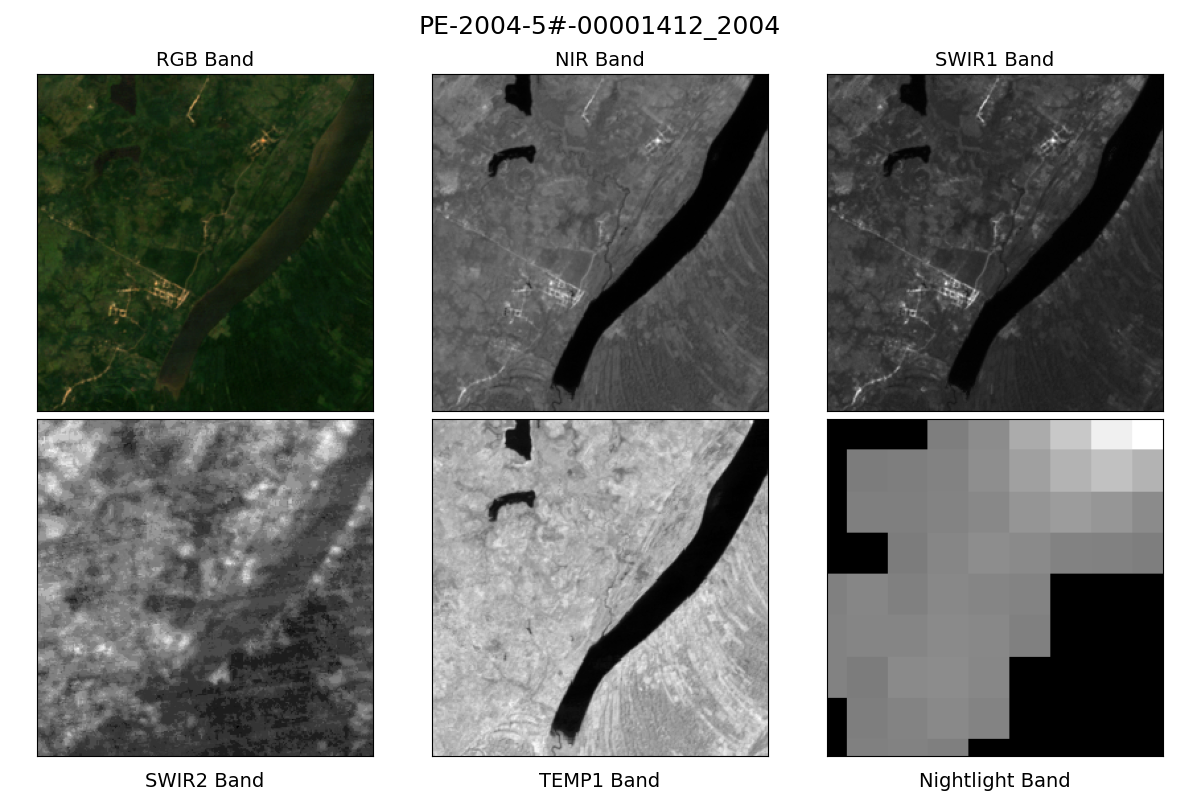 PE-2004-5#-00001412_2004
RGB Band
NIR Band
SWIR1 Band
SWIR2 Band
TEMP1 Band
Nightlight Band